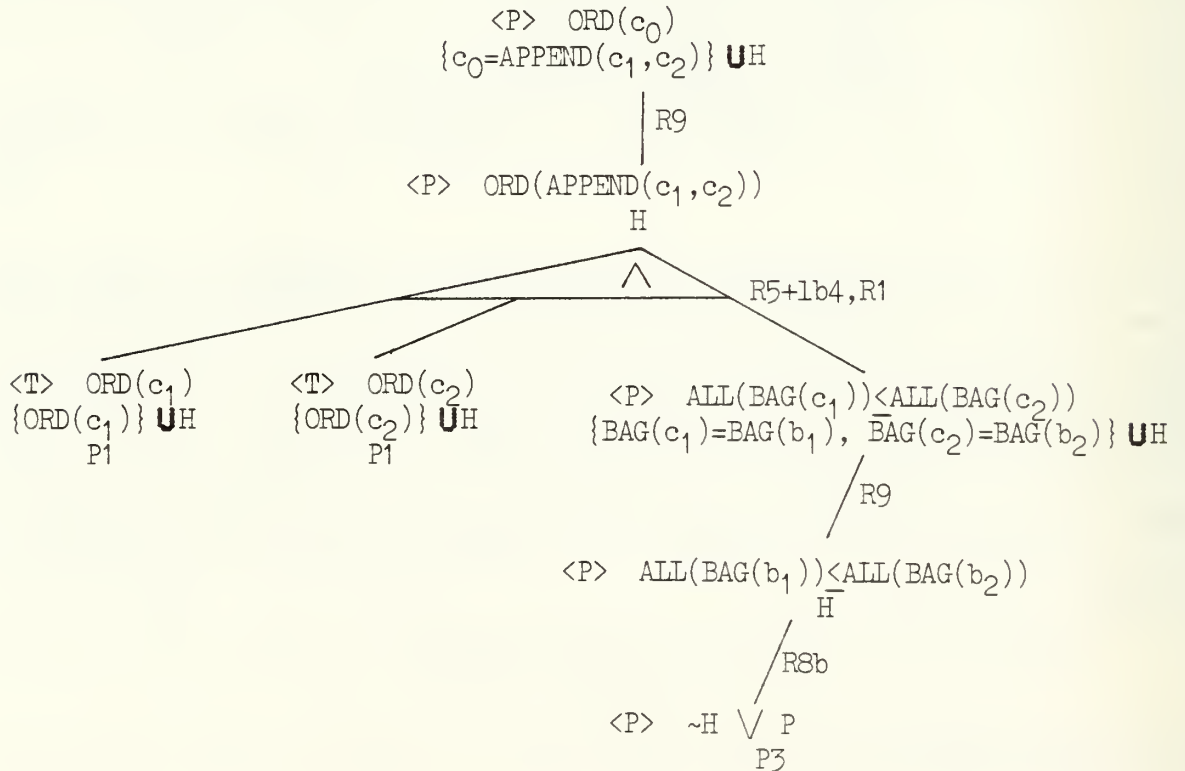 <P> ORD(c₀)
{c₀=APPEND(c₁,c₂)} ∪H
R9
<P> ORD(APPEND(c₁,c₂))
H
∧
R5+lb4,R1
<T> ORD(c₁)
{ORD(c₁)} ∪H
P1
<T> ORD(c₂)
{ORD(c₂)} ∪H
P1
<P> ALL(BAG(c₁))≤ALL(BAG(c₂))
{BAG(c₁)=BAG(b₁), BAG(c₂)=BAG(b₂)} ∪H
R9
<P> ALL(BAG(b₁))≤ALL(BAG(b₂))
H
R8b
<P> ~H ∨ P
P3